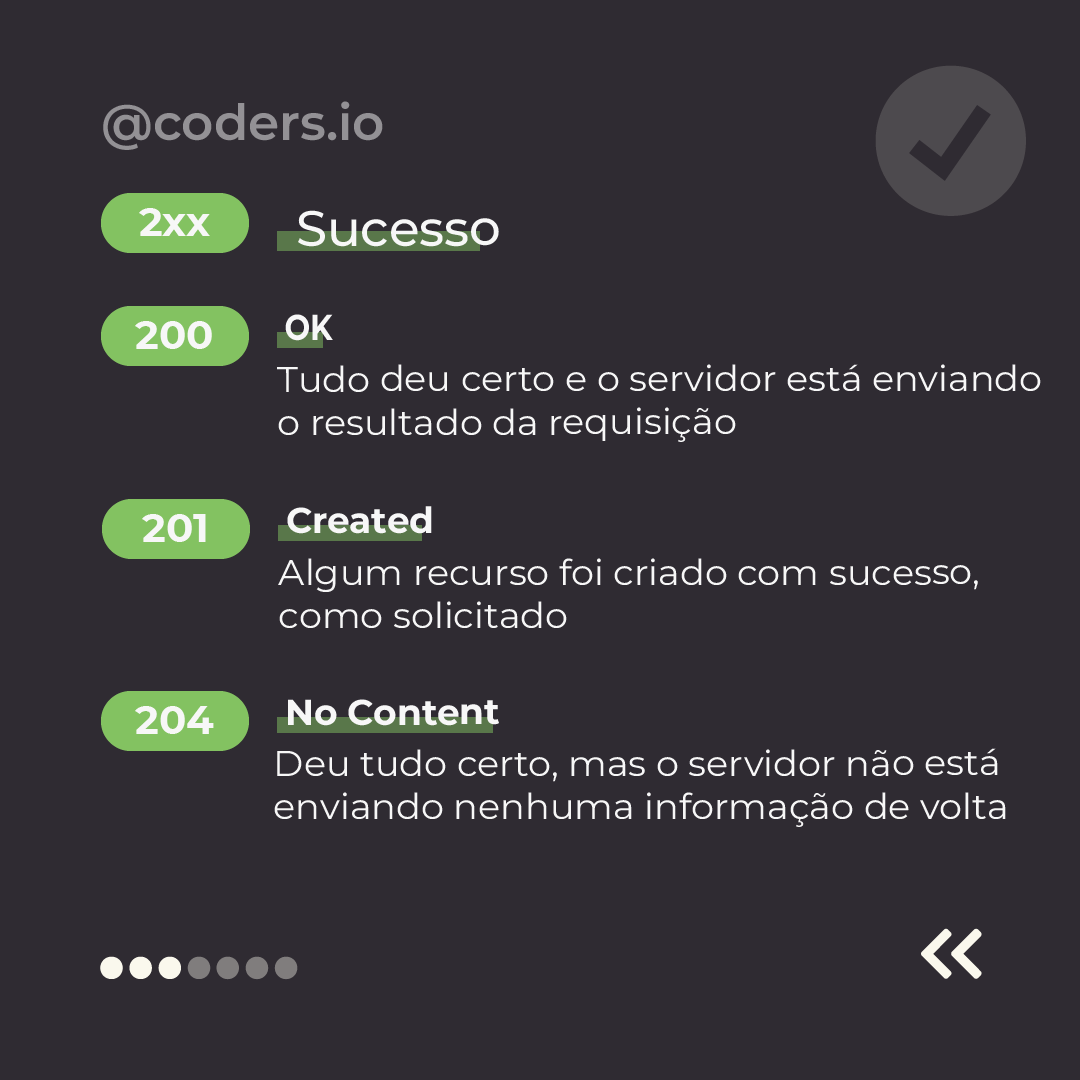 @coders.io
2xx Sucesso
200 OK
Tudo deu certo e o servidor está enviando
o resultado da requisição
201 Created
Algum recurso foi criado com sucesso,
como solicitado
204 No Content
Deu tudo certo, mas o servidor não está
enviando nenhuma informação de volta